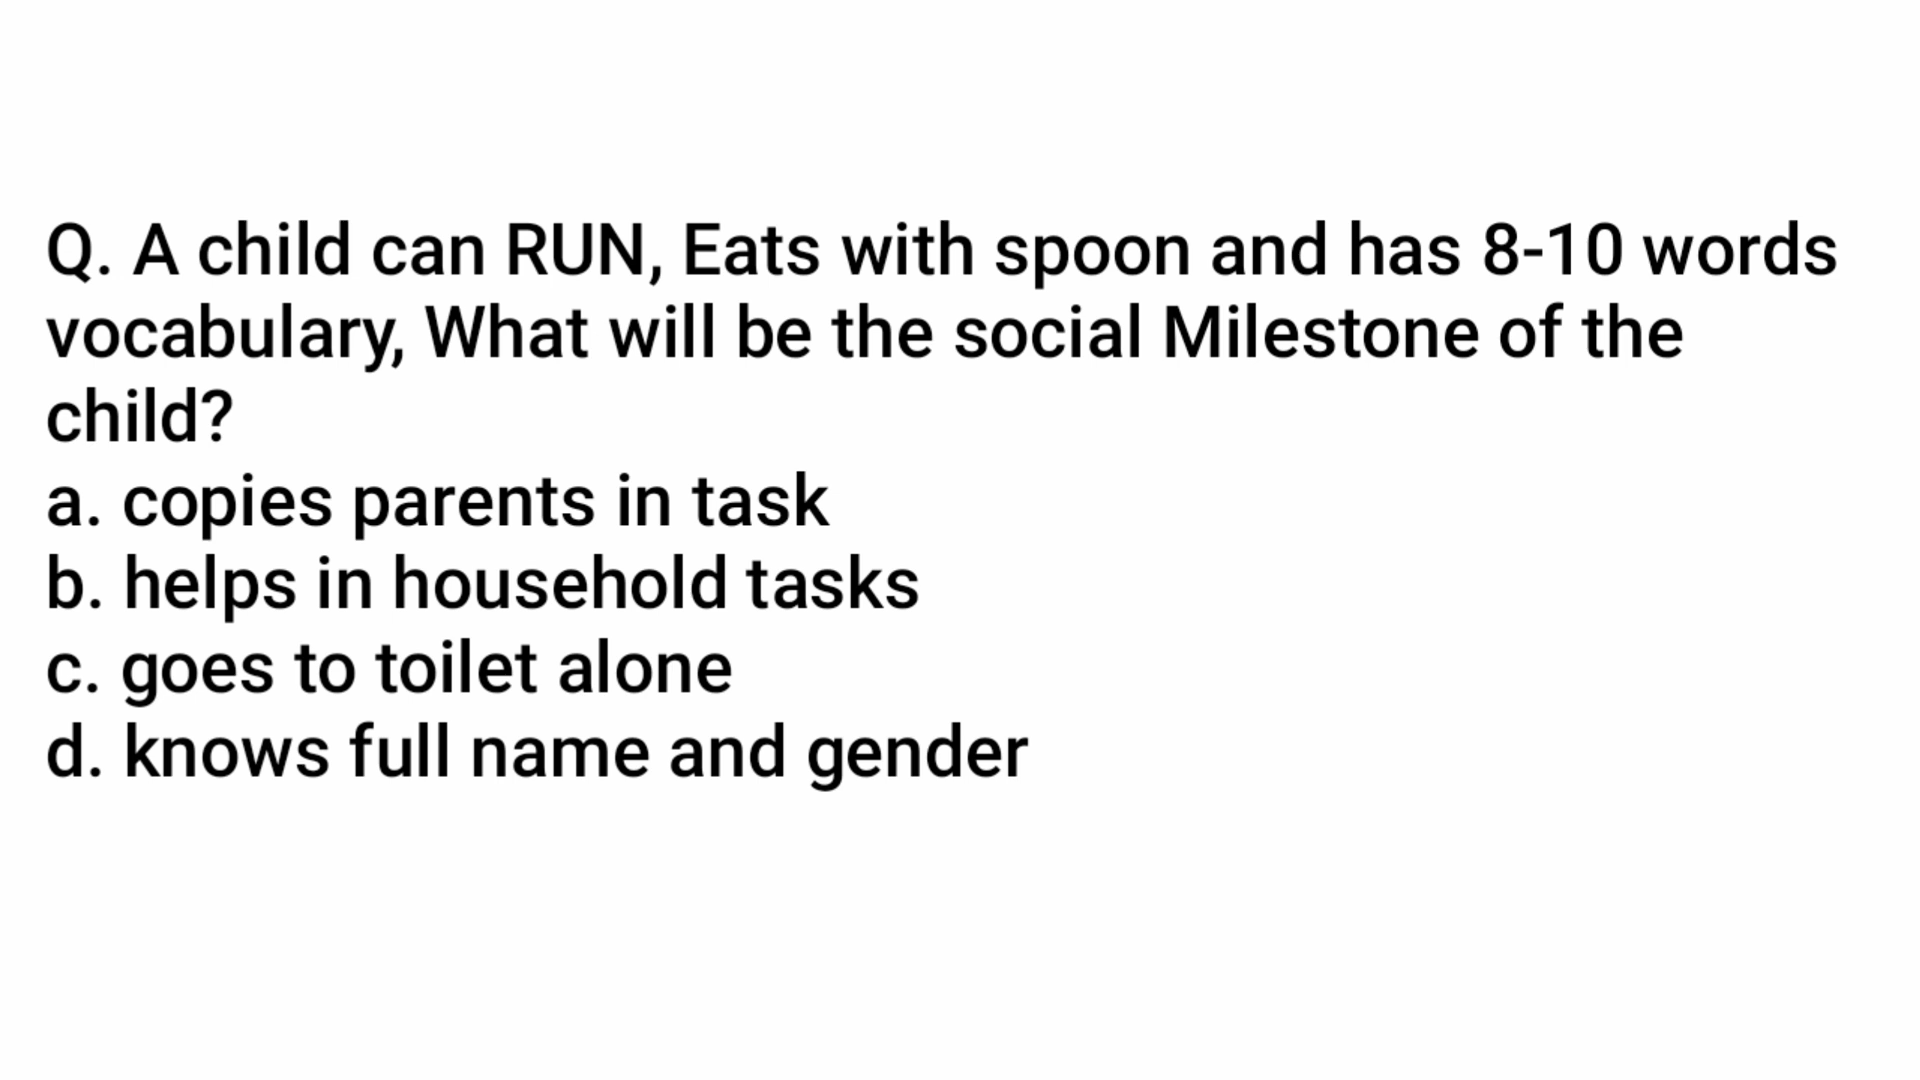 Q. A child can RUN, Eats with spoon and has 8-10 words
vocabulary, What will be the social Milestone of the
child?
a. copies parents in task
b. helps in household tasks
c. goes to toilet alone
d. knows full name and gender